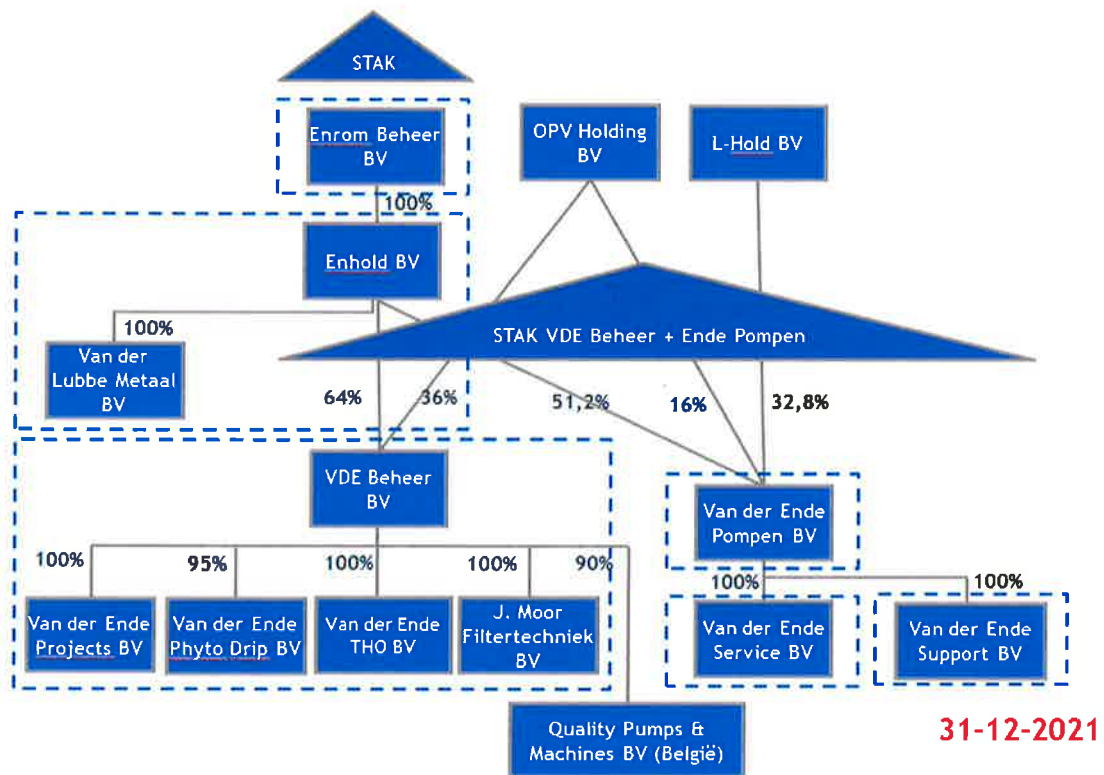 STAK
Enrom Beheer
BV
OPV Holding
BV
L-Hold BV
100%
Enhold BV
100%
STAK VDE Beheer + Ende Pompen
Van der
Lubbe Metaal
BV
64%
36%
51,2%
16%
32,8%
VDE Beheer
BV
Van der Ende
Pompen BV
100%
95%
100%
100%
90%
100%
100%
Van der Ende
Projects BV
Van der Ende
Phyto Drip BV
Van der Ende
THO BV
J. Moor
Filtertechniek
BV
Van der Ende
Service BV
Van der Ende
Support BV
Quality Pumps &
Machines BV (België)
31-12-2021